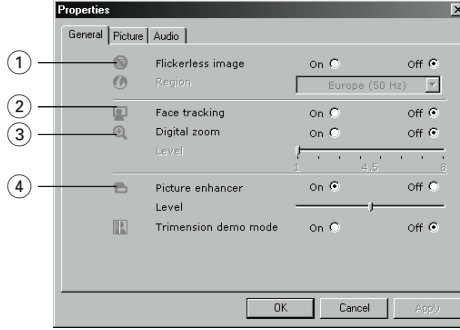 Properties
General Picture Audio
1 Flickerless image On Off
Region Europe (50 Hz)
2 Face tracking On Off
3 Digital zoom On Off
Level
1 4,5 8
4 Picture enhancer On Off
Level
Trimension demo mode On Off
OK Cancel Apply